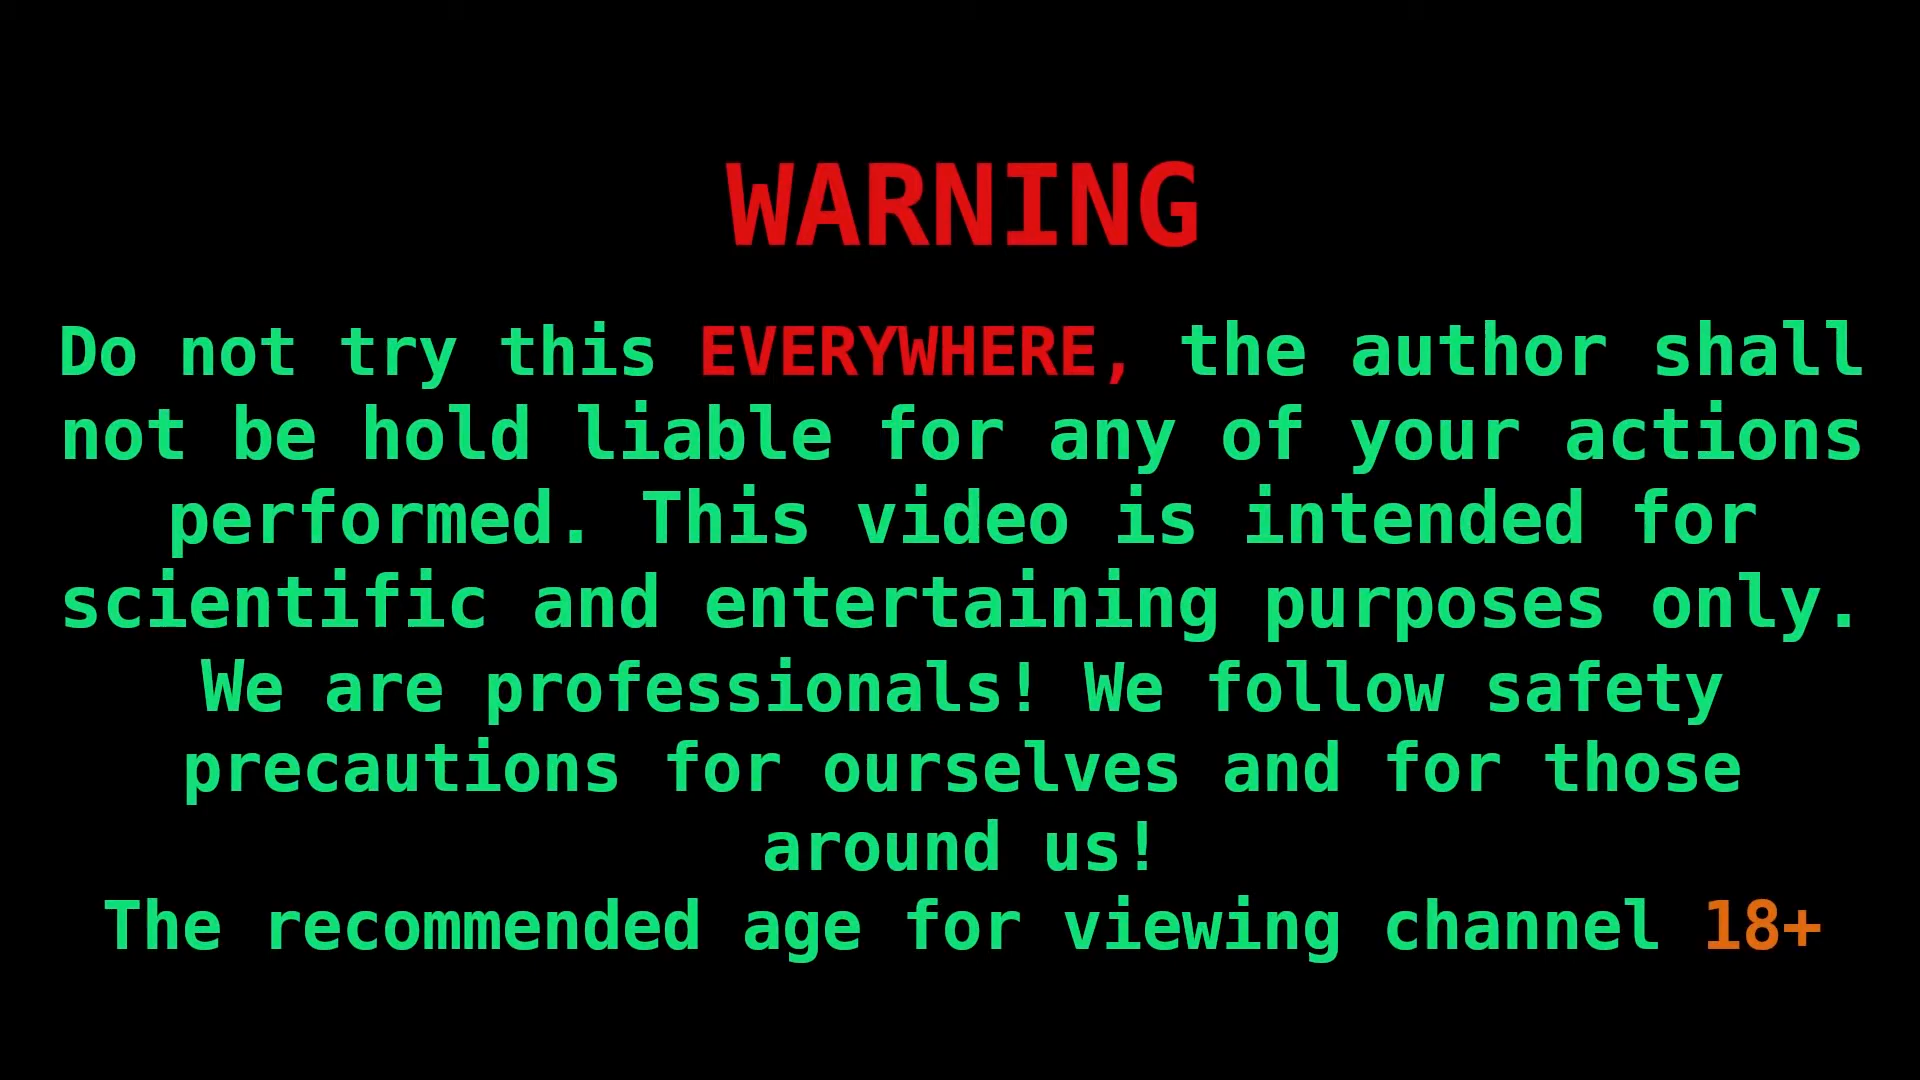 WARNING
Do not try this EVERYWHERE, the author shall
not be hold liable for any of your actions
performed. This video is intended for
scientific and entertaining purposes only.
We are professionals! We follow safety
precautions for ourselves and for those
around us!
The recommended age for viewing channel 18+